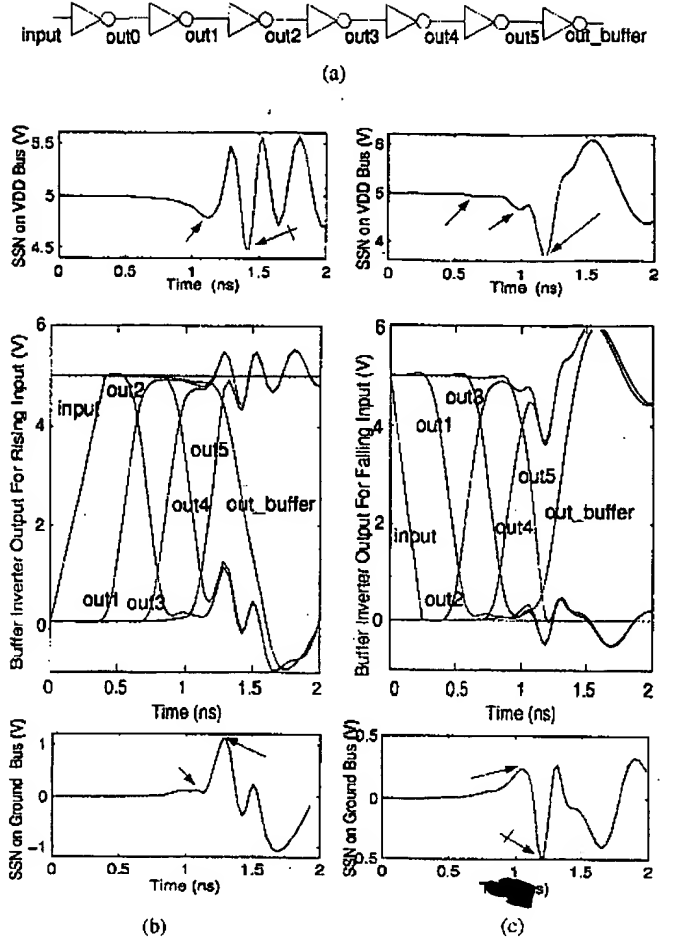 input out0 out1 out2 out3 out4 out5 out_buffer
(a)
SSN on VDD Bus (V)
5.5
5
4.5
0 0.5 1 1.5 2
Time (ns)
SSN on VDD Bus (V)
6
5
4
0 0.5 1 1.5 2
Time (ns)
Buffer Inverter Output For Rising Input (V)
6
4
2
0
input
out2
out5
out4
out_buffer
out1
out3
0 0.5 1 1.5 2
Time (ns)
Buffer Inverter Output For Falling Input (V)
6
4
2
0
out3
out1
out5
out_buffer
out4
input
out2
0 0.5 1 1.5 2
Time (ns)
SSN on Ground Bus (V)
1
0
-1
0 0.5 1 1.5 2
Time (ns)
(b)
SSN on Ground Bus (V)
0.5
0
0.5
0 0.5 1 1.5 2
s)
(c)